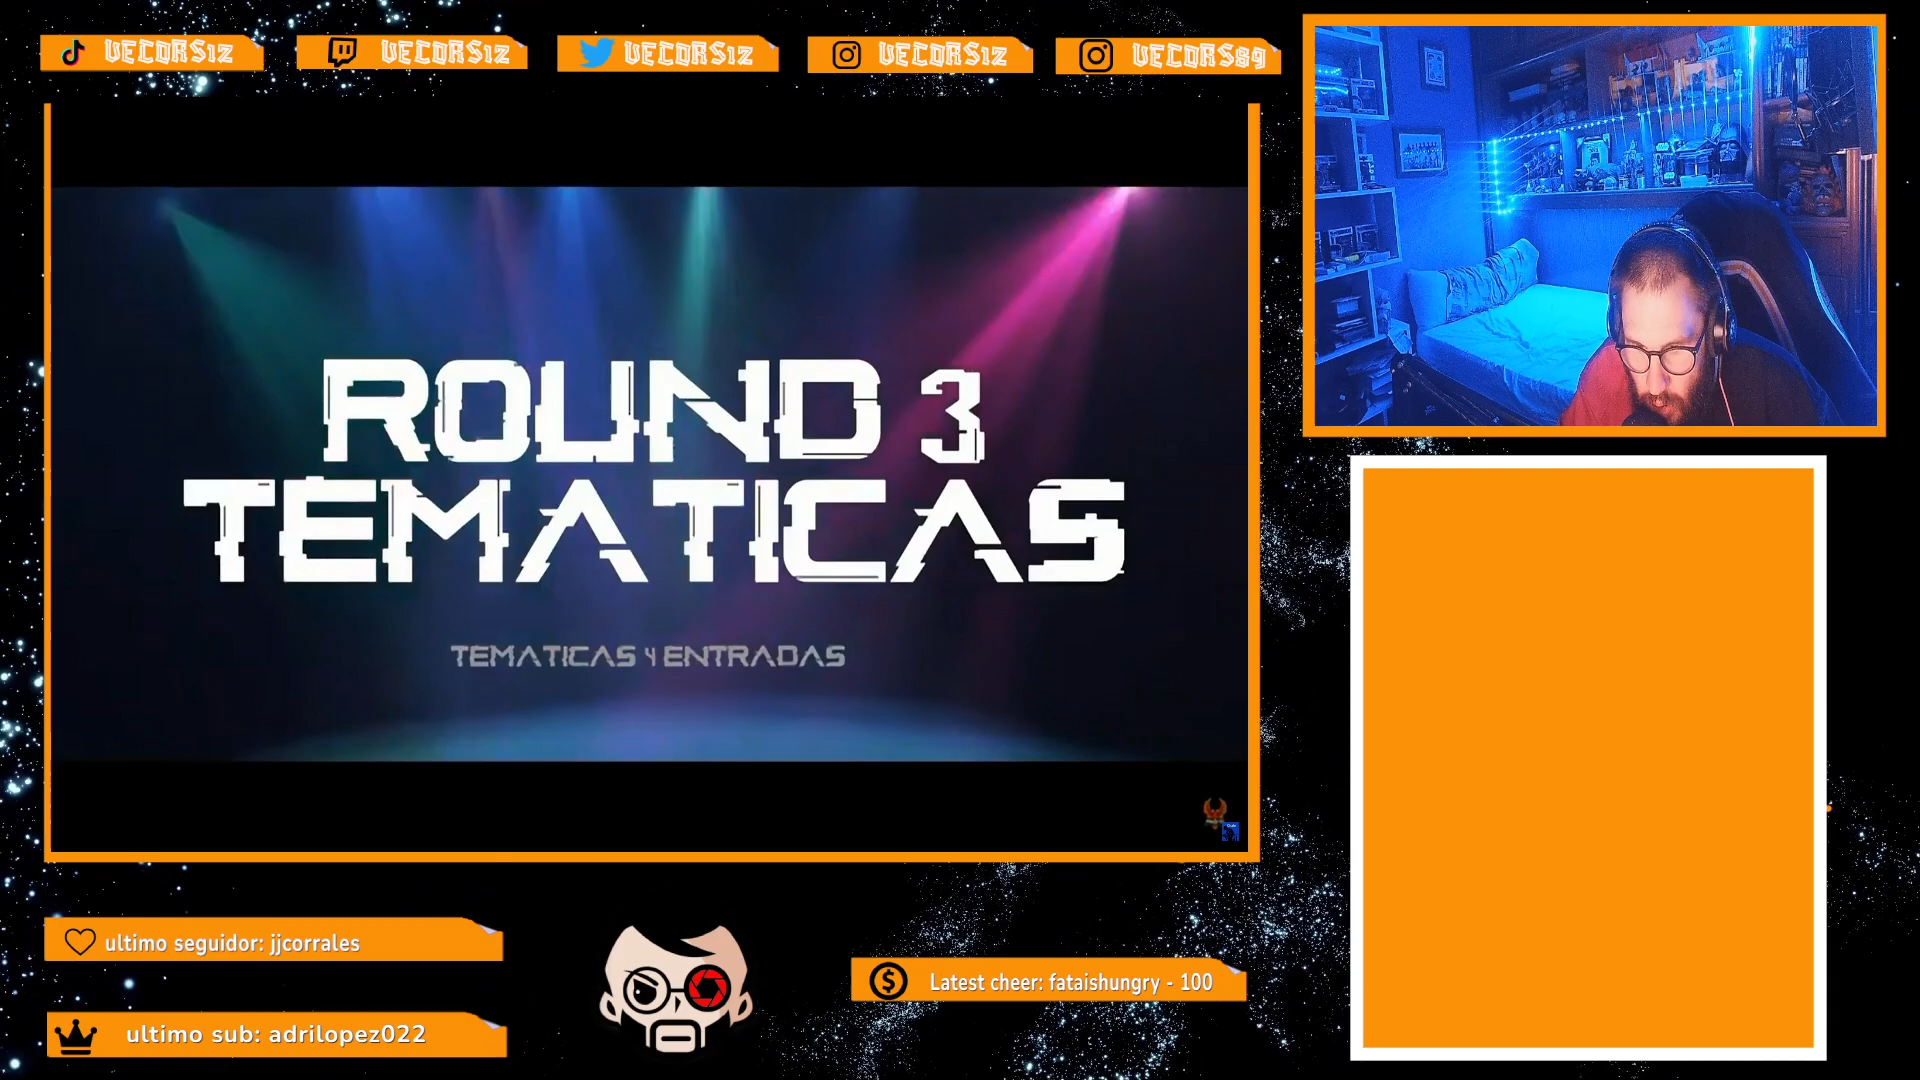 VECORS1Z
VECORS1Z
VECORS1Z
VECORS1Z
VECORS89
ROUND 3
TEMATICAS
TEMATICAS Y ENTRADAS
ultimo seguidor: jjcorrales
Latest cheer: fataishungry - 100
ultimo sub: adrilopez022